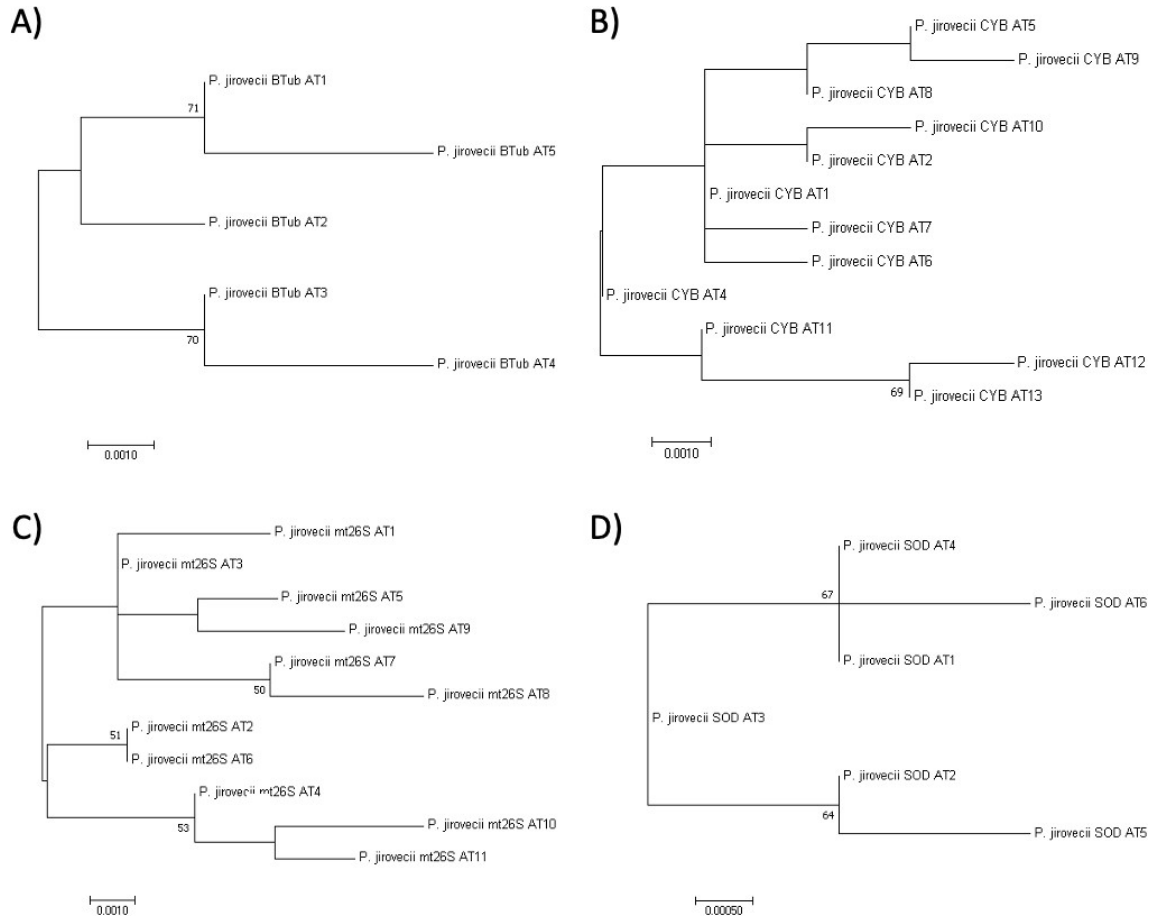 A)
P. jirovecii BTub AT1
71
P. jirovecii BTub AT5
P. jirovecii BTub AT2
P. jirovecii BTub AT3
70
P. jirovecii BTub AT4
0.0010
B)
P. jirovecii CYB AT5
P. jirovecii CYB AT9
P. jirovecii CYB AT8
P. jirovecii CYB AT10
P. jirovecii CYB AT2
P. jirovecii CYB AT1
P. jirovecii CYB AT7
P. jirovecii CYB AT6
P. jirovecii CYB AT4
P. jirovecii CYB AT11
P. jirovecii CYB AT12
69
P. jirovecii CYB AT13
0.0010
C)
P. jirovecii mt26S AT1
P. jirovecii mt26S AT3
P. jirovecii mt26S AT5
P. jirovecii mt26S AT9
P. jirovecii mt26S AT7
50
P. jirovecii mt26S AT8
P. jirovecii mt26S AT2
51
P. jirovecii mt26S AT6
P. jirovecii mt26S AT4
53
P. jirovecii mt26S AT10
P. jirovecii mt26S AT11
0.0010
D)
P. jirovecii SOD AT4
67
P. jirovecii SOD AT6
P. jirovecii SOD AT1
P. jirovecii SOD AT3
P. jirovecii SOD AT2
64
P. jirovecii SOD AT5
0.00050